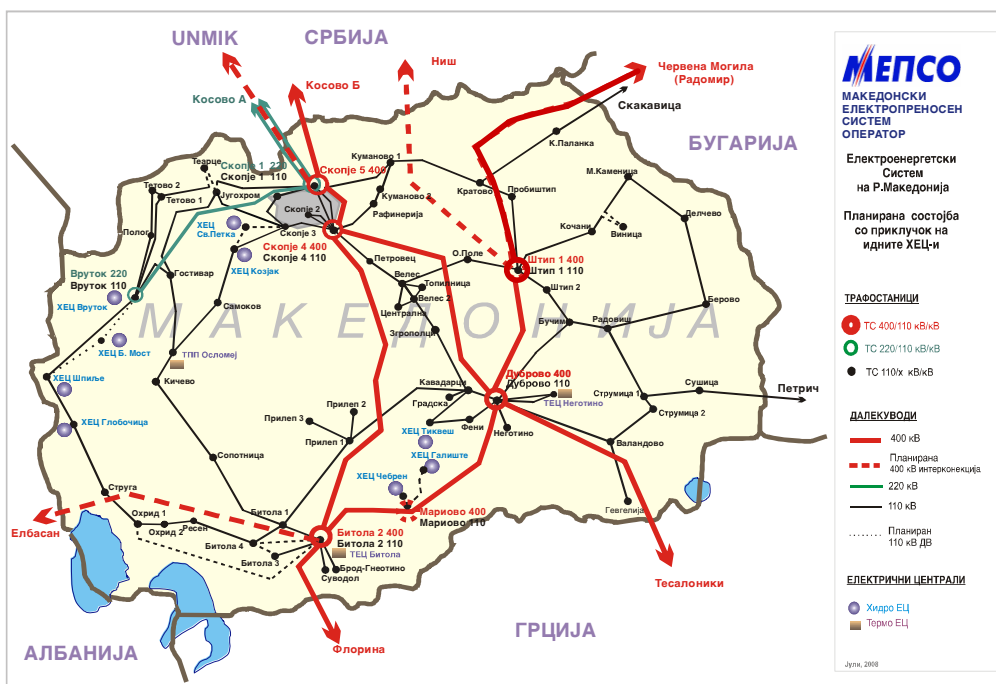 UNMIK
СРБИЈА
Ниш
Червена Могила
(Радомир)
Косово Б
Косово А
Скакавица
БУГАРИЈА
К.Паланка
Теарце
Скопје 1 220
Скопје 1 110
Скопје 5 400
Куманово 1
М.Каменица
Тетово 2
Тетово 1
Југохром
Куманово 2
Кратово
Пробиштип
Рафинерија
Скопје 2
Делчево
ХЕЦ
Св.Петка
Скопје 3
Кочани
Виница
Полог
Скопје 4 400
Скопје 4 110
О.Поле
ХЕЦ Козјак
Петровец
Штип 1 400
Штип 1 110
Вруток 220
Вруток 110
Гостивар
Велес
Топилница
Штип 2
ХЕЦ Вруток
Самоков
Велес 2
Централна
Берово
МАКЕДОНИЈА
Бучим
Радовиш
Згрополци
ХЕЦ Б. Мост
ТПП Осломеј
ХЕЦ Шпиље
Кичево
Дуброво 400
Дуброво 110
Кавадарци
Сушица
Петрич
Струмица 1
Градска
ТЕЦ Неготино
Струмица 2
Прилеп 2
Прилеп 3
ХЕЦ Глобочица
Фени
ХЕЦ Тиквеш
Неготино
Прилеп 1
Валандово
Сопотница
ХЕЦ Галиште
ХЕЦ Чебрен
Струга
Гевгелија
Мариово 400
Мариово 110
Охрид 1
Охрид 2
Ресен
Битола 1
Елбасан
Битола 2 400
Битола 2 110
Битола 4
Битола 3
ТЕЦ Битола
Брод-Гнеотино
Суводол
Тесалоники
ГРЦИЈА
Флорина
АЛБАНИЈА
МЕПСО
МАКЕДОНСКИ
ЕЛЕКТРОПРЕНОСЕН
СИСТЕМ
ОПЕРАТОР
Електроенергетски
Систем
на Р.Македонија
Планирана состојба
со приклучок на
идните ХЕЦ-и
ТРАФОСТАНИЦИ
ТС 400/110 кВ/кВ
ТС 220/110 кВ/кВ
ТС 110/х кВ/кВ
ДАЛЕКУВОДИ
400 кВ
Планирана
400 кВ интерконекција
220 кВ
110 кВ
Планиран
110 кВ ДВ
ЕЛЕКТРИЧНИ ЦЕНТРАЛИ
Хидро ЕЦ
Термо ЕЦ
Јули, 2008